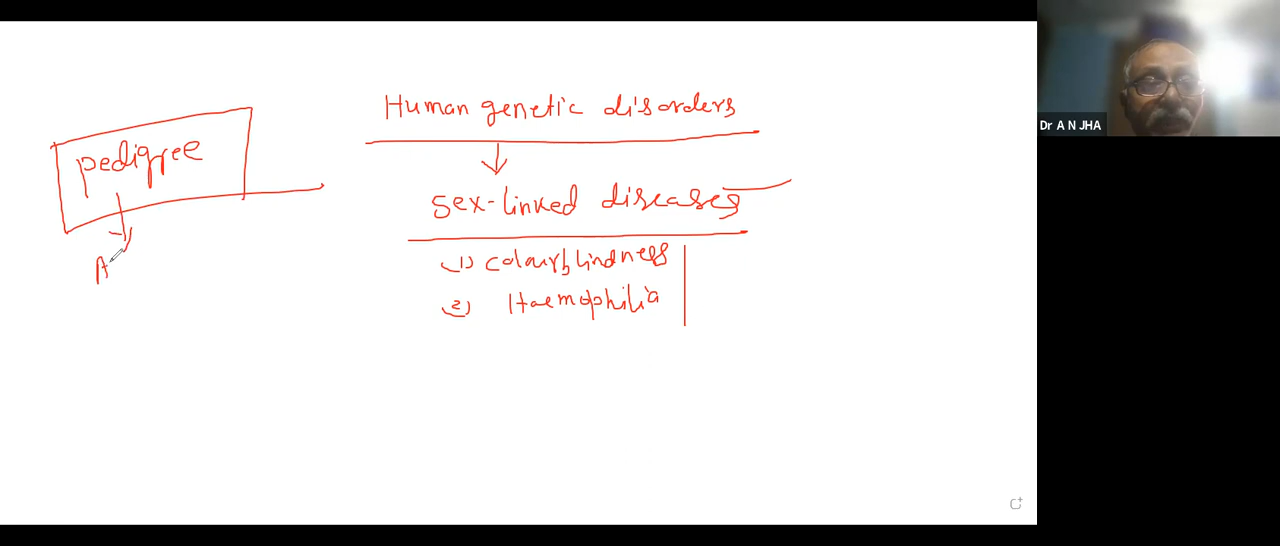 Human genetic disorders
pedigree
Sex-linked diseases
(1) Colourblindness
(2) Haemophilia
A
Dr A N JHA